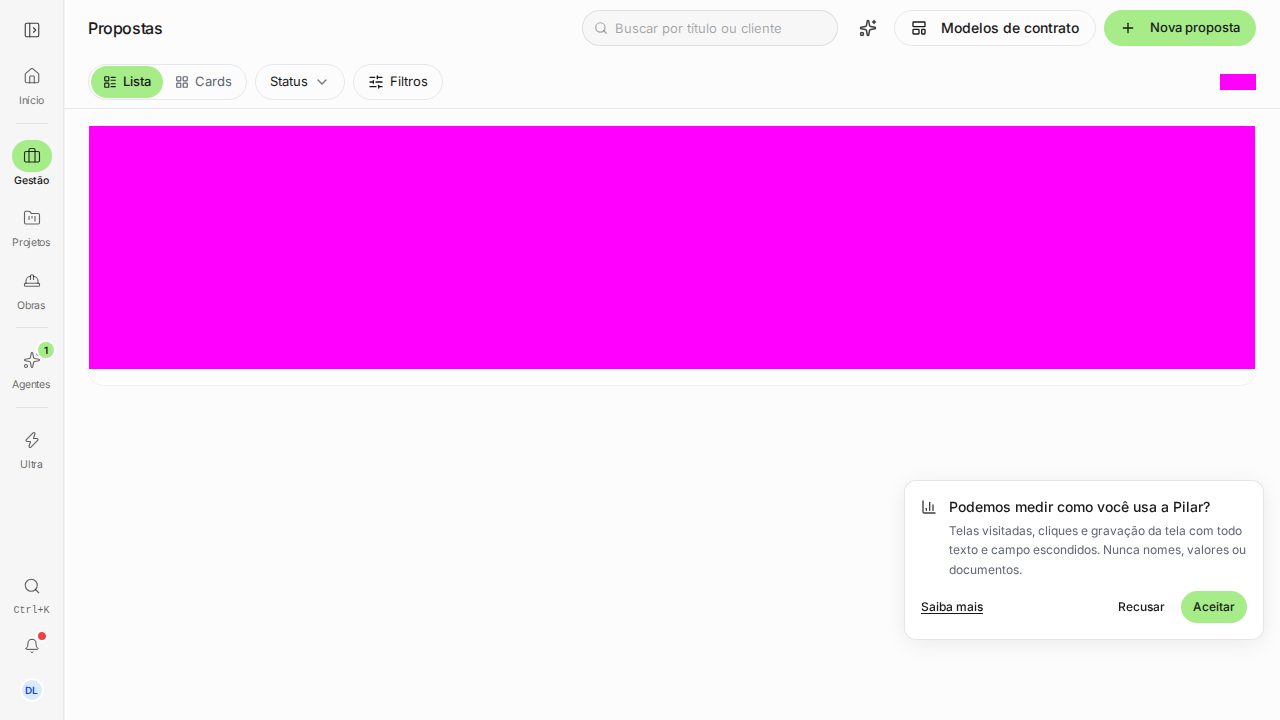 Propostas
Buscar por título ou cliente
Modelos de contrato
Nova proposta
Lista
Cards
Status
Filtros
Início
Gestão
Projetos
Obras
1
Agentes
Ultra
Ctrl+K
DL
Podemos medir como você usa a Pilar?
Telas visitadas, cliques e gravação da tela com todo
texto e campo escondidos. Nunca nomes, valores ou
documentos.
Saiba mais
Recusar
Aceitar